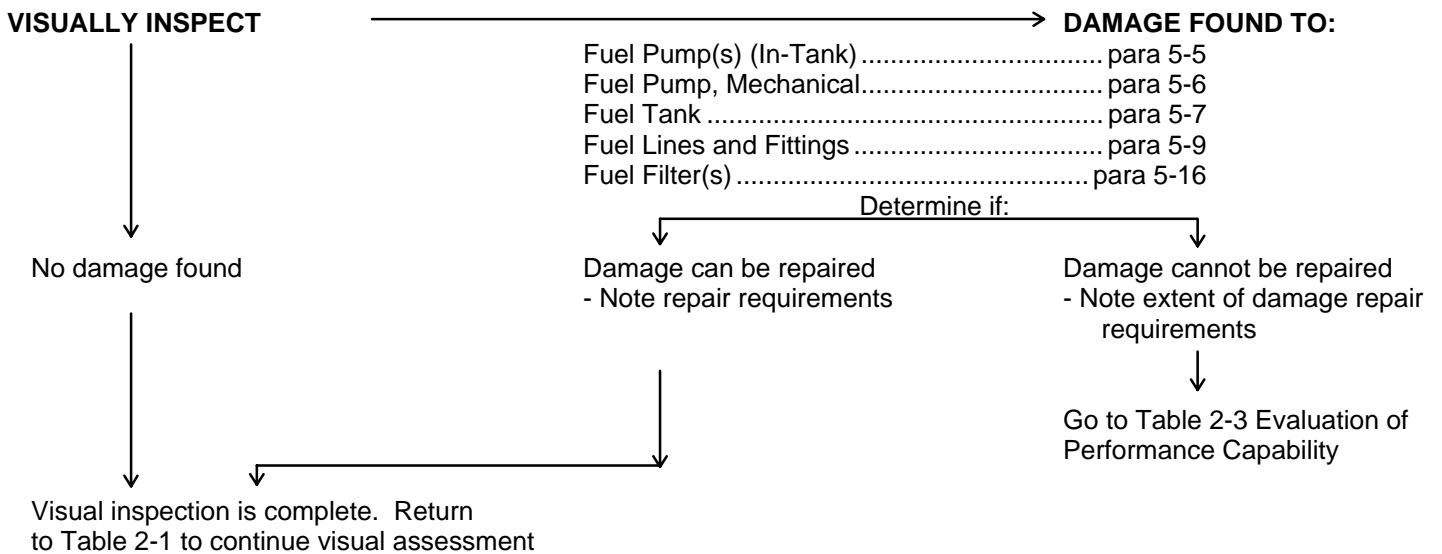 VISUALLY INSPECT
DAMAGE FOUND TO:
Fuel Pump(s) (In-Tank)................................. para 5-5
Fuel Pump, Mechanical................................. para 5-6
Fuel Tank ...................................................... para 5-7
Fuel Lines and Fittings.................................. para 5-9
Fuel Filter(s)................................................ para 5-16
Determine if:
No damage found
Damage can be repaired
- Note repair requirements
Damage cannot be repaired
- Note extent of damage repair
requirements
Go to Table 2-3 Evaluation of
Performance Capability
Visual inspection is complete. Return
to Table 2-1 to continue visual assessment